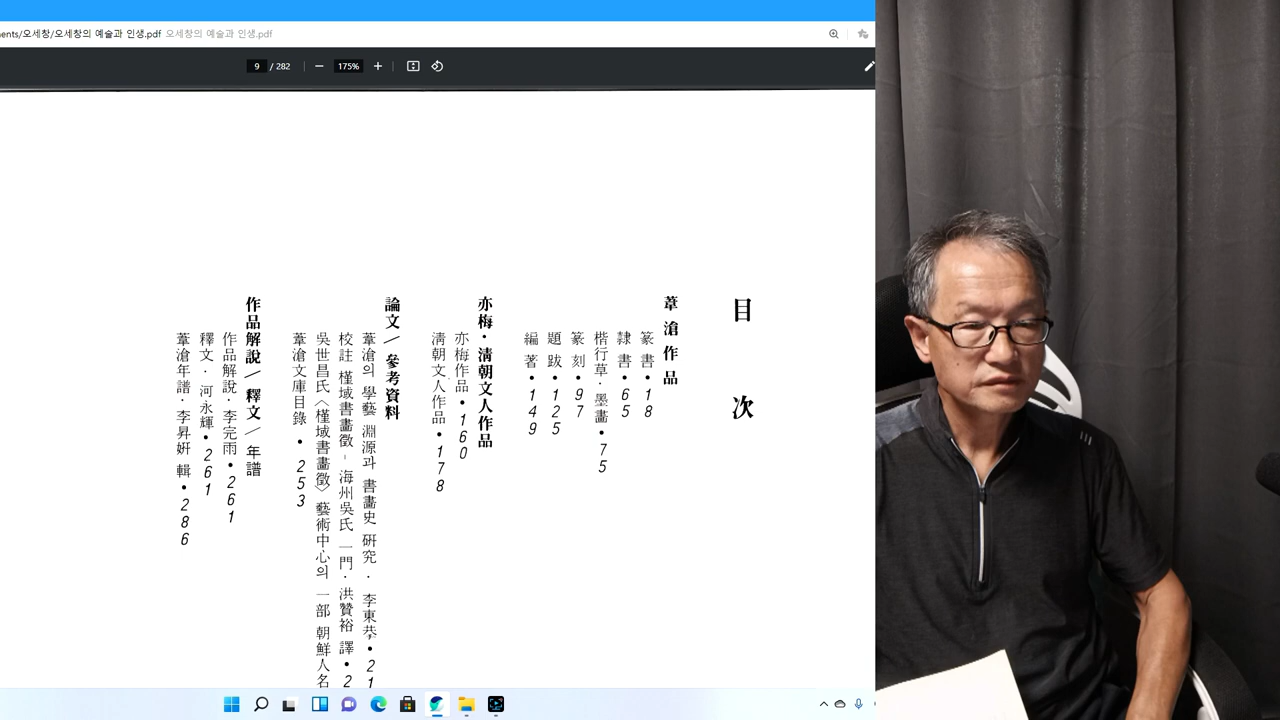 ents/오세창/오세창의 예술과 인생.pdf 오세창의 예술과 인생.pdf
9 / 282
175%
目 次
葦滄作品
篆書・18
隷書・65
楷行草・墨畵・75
篆刻・97
題跋・125
編著・149
亦梅・淸朝文人作品
亦梅作品・160
淸朝文人作品・178
論文／參考資料
葦滄의 學藝 淵源과 書畵史 硏究・李東拲・21
校註 槿域書畵徵 - 海州吳氏 一門・洪贊裕 譯・2
吳世昌氏〈槿域書畵徵〉藝術中心의 一部 朝鮮人名
葦滄文庫目錄・253
作品解說／釋文／年譜
作品解說・李完雨・261
釋文・河永輝・261
葦滄年譜・李昇姸 輯・286